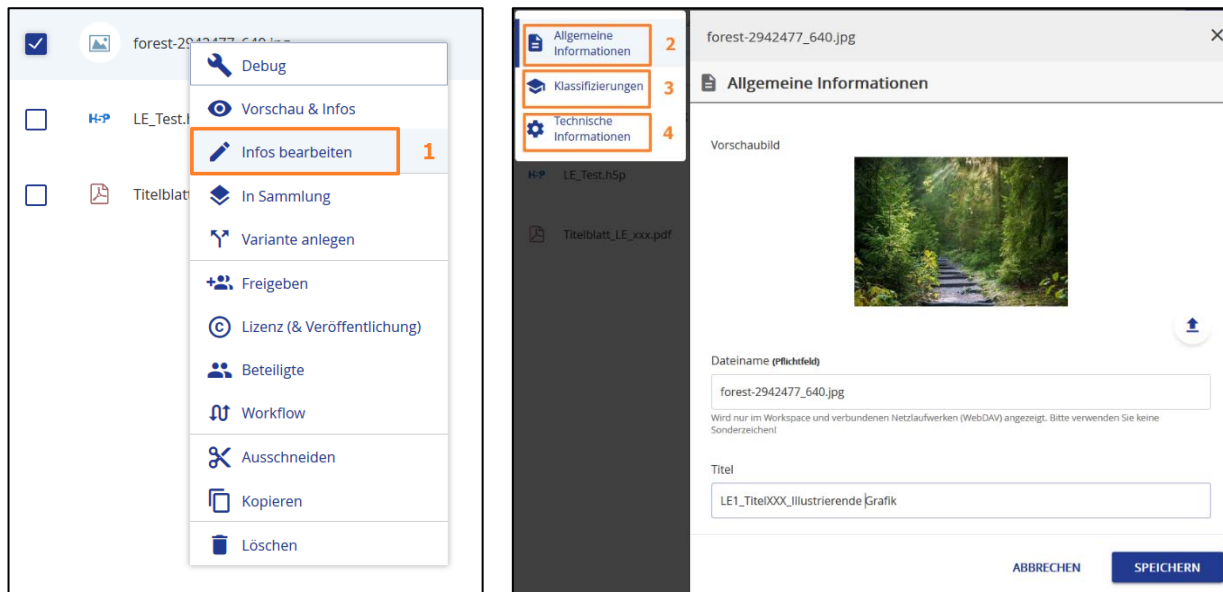 forest-2942477_640.jpg
Debug
Vorschau & Infos
H5P LE_Test.h
Infos bearbeiten 1
Titelblat
In Sammlung
Variante anlegen
Freigeben
Lizenz (& Veröffentlichung)
Beteiligte
Workflow
Ausschneiden
Kopieren
Löschen
Allgemeine
Informationen 2
Klassifizierungen 3
Technische
Informationen 4
H5P LE_Test.h5p
Titelblatt_LE_xxx.pdf
forest-2942477_640.jpg
Allgemeine Informationen
Vorschaubild
Dateiname (Pflichtfeld)
forest-2942477_640.jpg
Wird nur im Workspace und verbundenen Netzlaufwerken (WebDAV) angezeigt. Bitte verwenden Sie keine
Sonderzeichen!
Titel
LE1_TitelXXX_Illustrierende Grafik
ABBRECHEN SPEICHERN